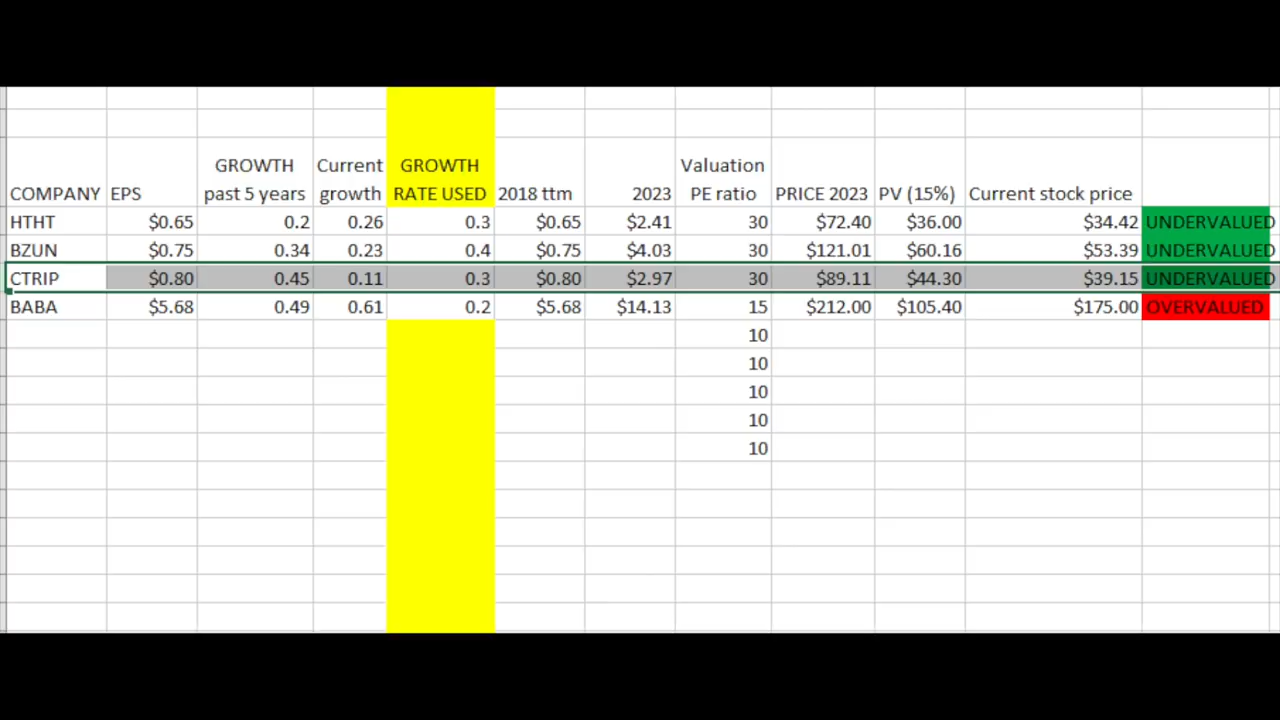 GROWTH Current GROWTH Valuation
COMPANY EPS past 5 years growth RATE USED 2018 ttm 2023 PE ratio PRICE 2023 PV (15%) Current stock price
HTHT $0.65 0.2 0.26 0.3 $0.65 $2.41 30 $72.40 $36.00 $34.42 UNDERVALUED
BZUN $0.75 0.34 0.23 0.4 $0.75 $4.03 30 $121.01 $60.16 $53.39 UNDERVALUED
CTRIP $0.80 0.45 0.11 0.3 $0.80 $2.97 30 $89.11 $44.30 $39.15 UNDERVALUED
BABA $5.68 0.49 0.61 0.2 $5.68 $14.13 15 $212.00 $105.40 $175.00 OVERVALUED
10
10
10
10
10